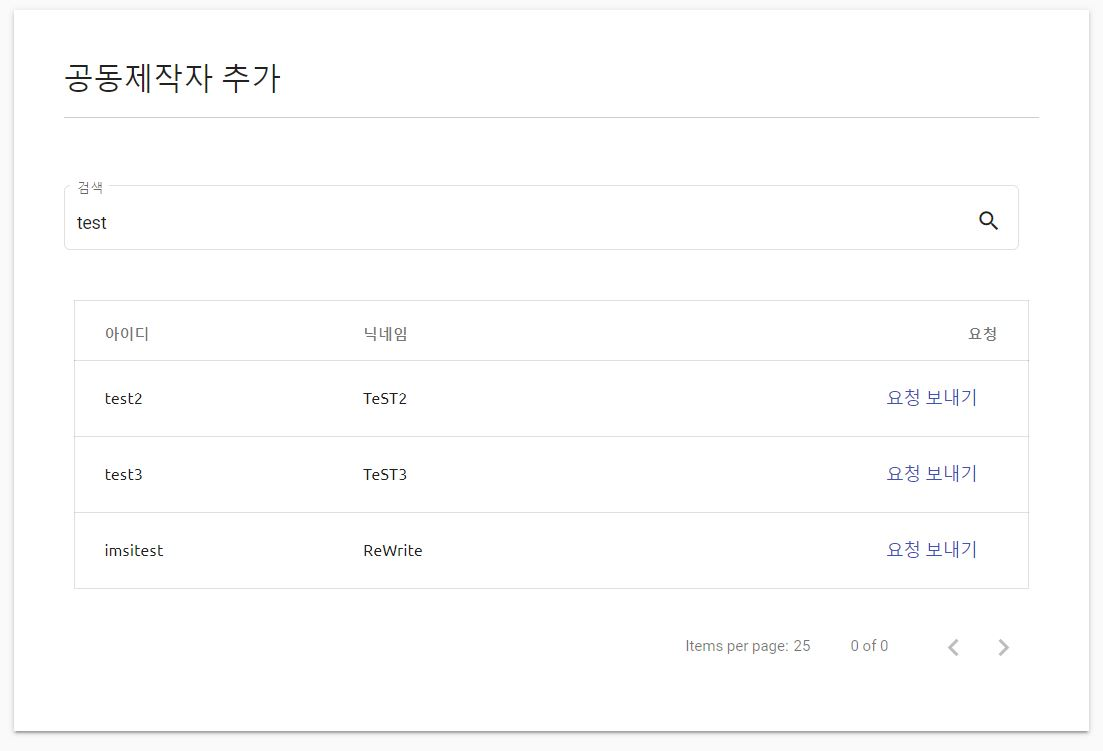 공동제작자 추가
검색
test
아이디 닉네임 요청
test2 TeST2 요청 보내기
test3 TeST3 요청 보내기
imsitest ReWrite 요청 보내기
Items per page: 25 0 of 0